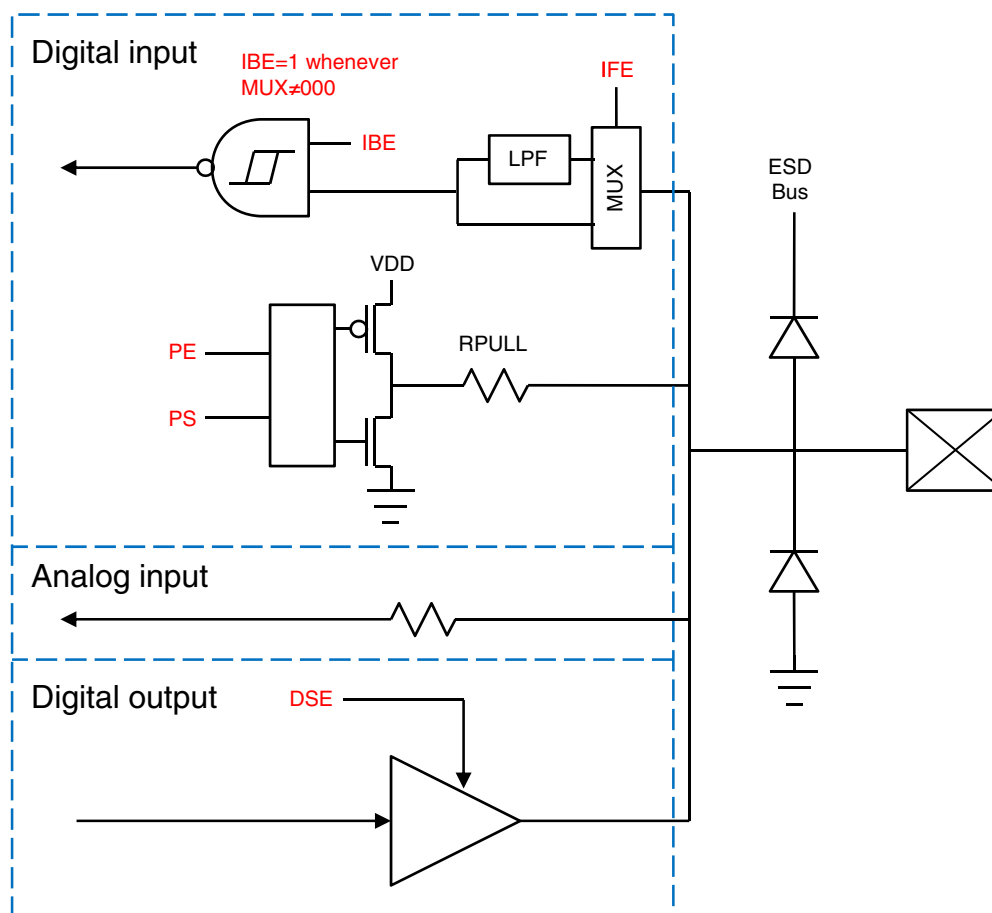 Digital input
IBE=1 whenever
MUX≠000
IFE
IBE
LPF
MUX
ESD
Bus
VDD
PE
RPULL
PS
Analog input
Digital output
DSE